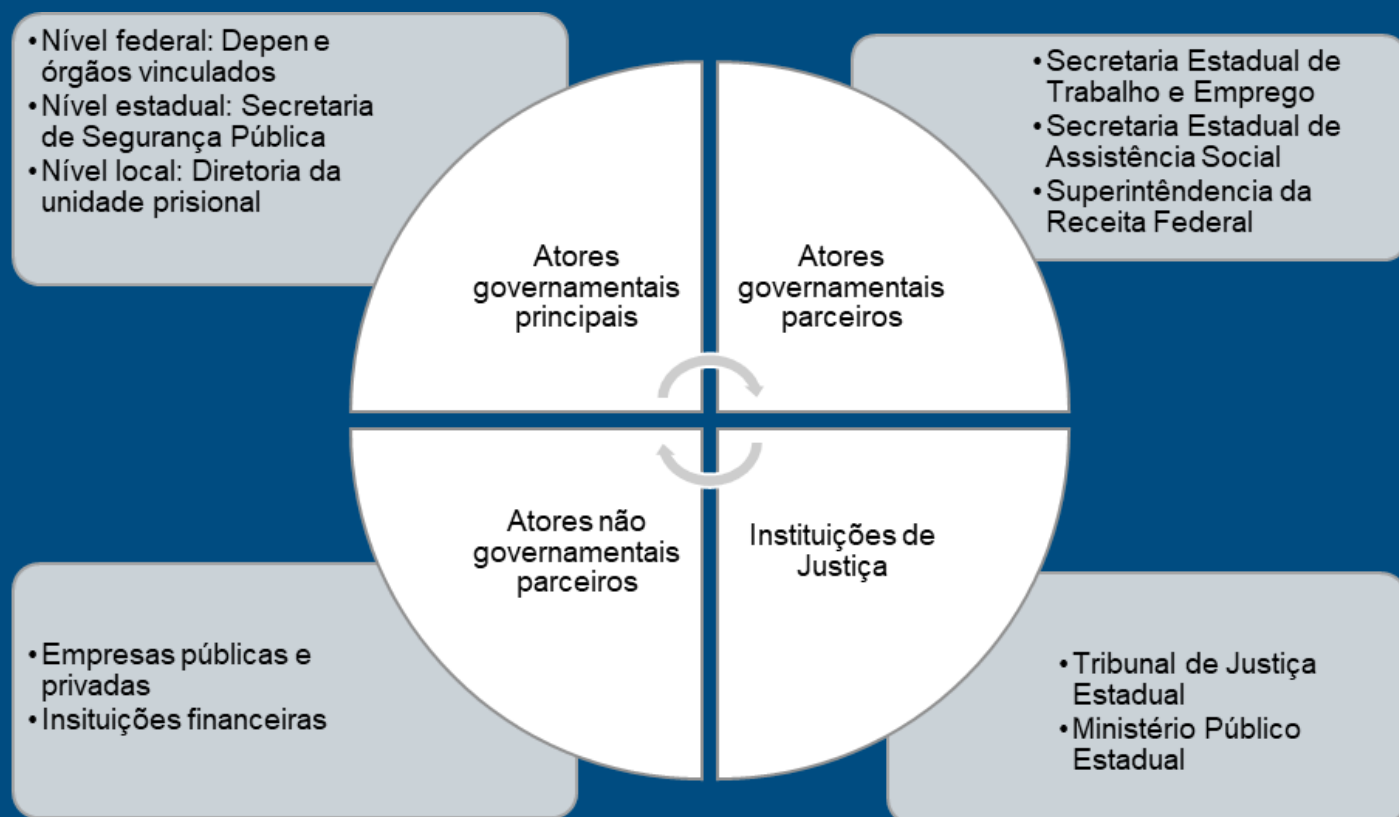 •Nível federal: Depen e
órgãos vinculados
•Nível estadual: Secretaria
de Segurança Pública
•Nível local: Diretoria da
unidade prisional
•Secretaria Estadual de
Trabalho e Emprego
•Secretaria Estadual de
Assistência Social
•Superintêndencia da
Receita Federal
Atores
governamentais
principais
Atores
governamentais
parceiros
Atores não
governamentais
parceiros
Instituições de
Justiça
•Empresas públicas e
privadas
•Insituições financeiras
•Tribunal de Justiça
Estadual
•Ministério Público
Estadual